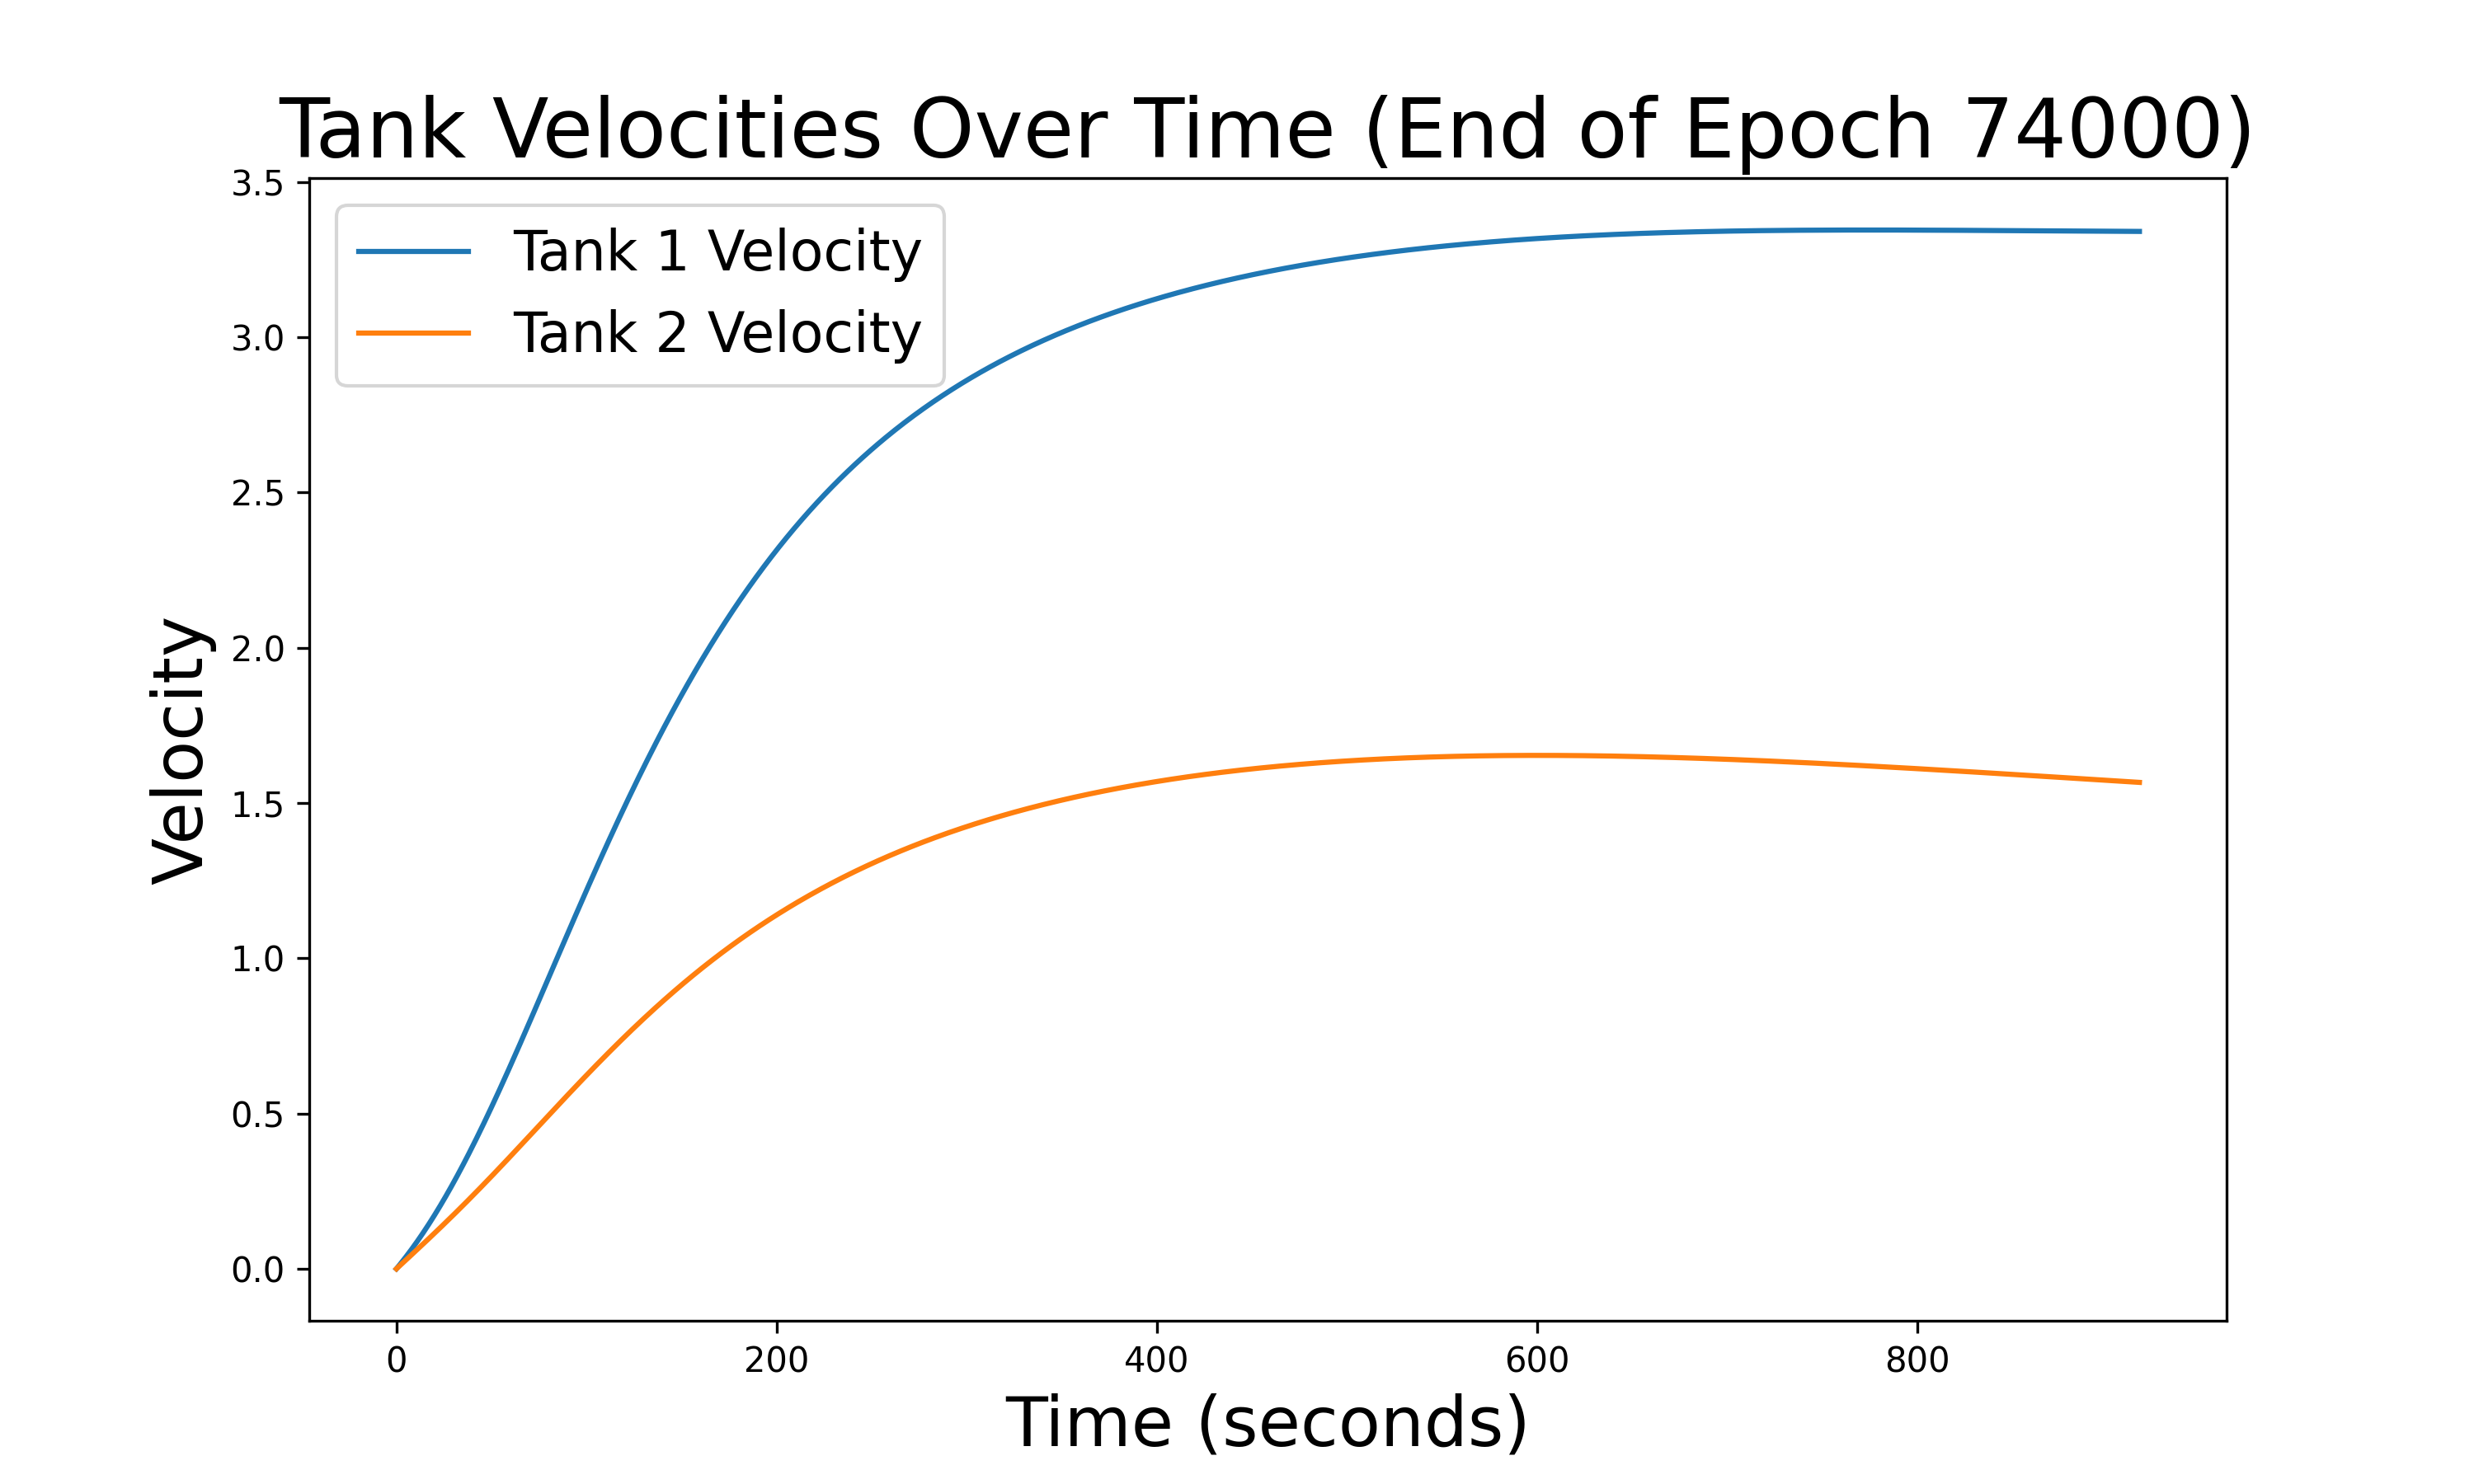 Tank Velocities Over Time (End of Epoch 74000)
3.5
Tank 1 Velocity
Tank 2 Velocity
3.0
2.5
2.0
1.5
1.0
0.5
0.0
Velocity
0 200 400 600 800
Time (seconds)